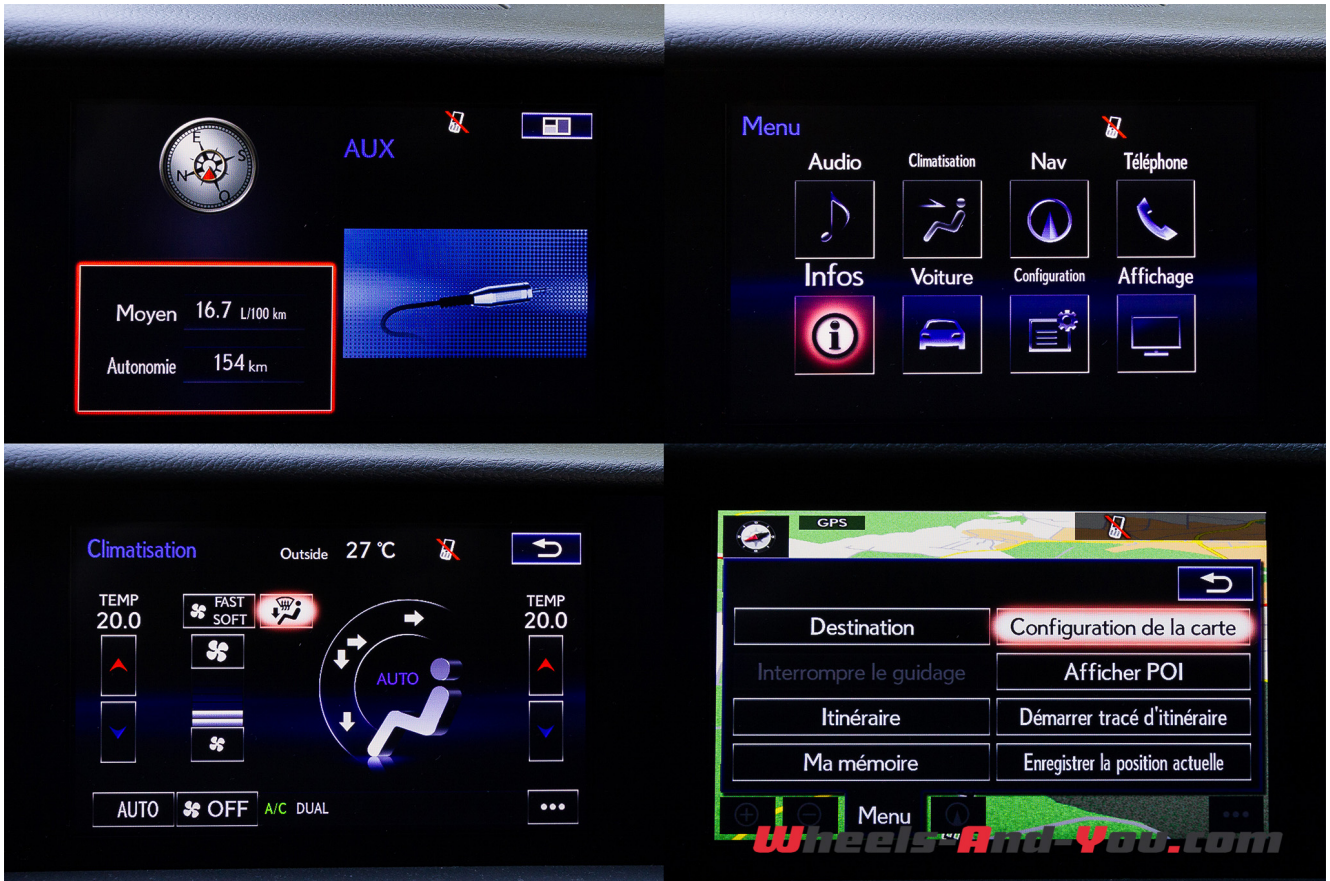 E
S
N
O
AUX
Moyen 16.7 L/100 km
Autonomie 154 km
Menu
Audio Climatisation Nav Téléphone
Infos Voiture Configuration Affichage
i
Climatisation Outside 27 °C
TEMP
20.0
FAST
SOFT
TEMP
20.0
AUTO
AUTO OFF A/C DUAL
GPS
Destination Configuration de la carte
Interrompre le guidage Afficher POI
Itinéraire Démarrer tracé d'itinéraire
Ma mémoire Enregistrer la position actuelle
Menu
Wheels-And-You.com